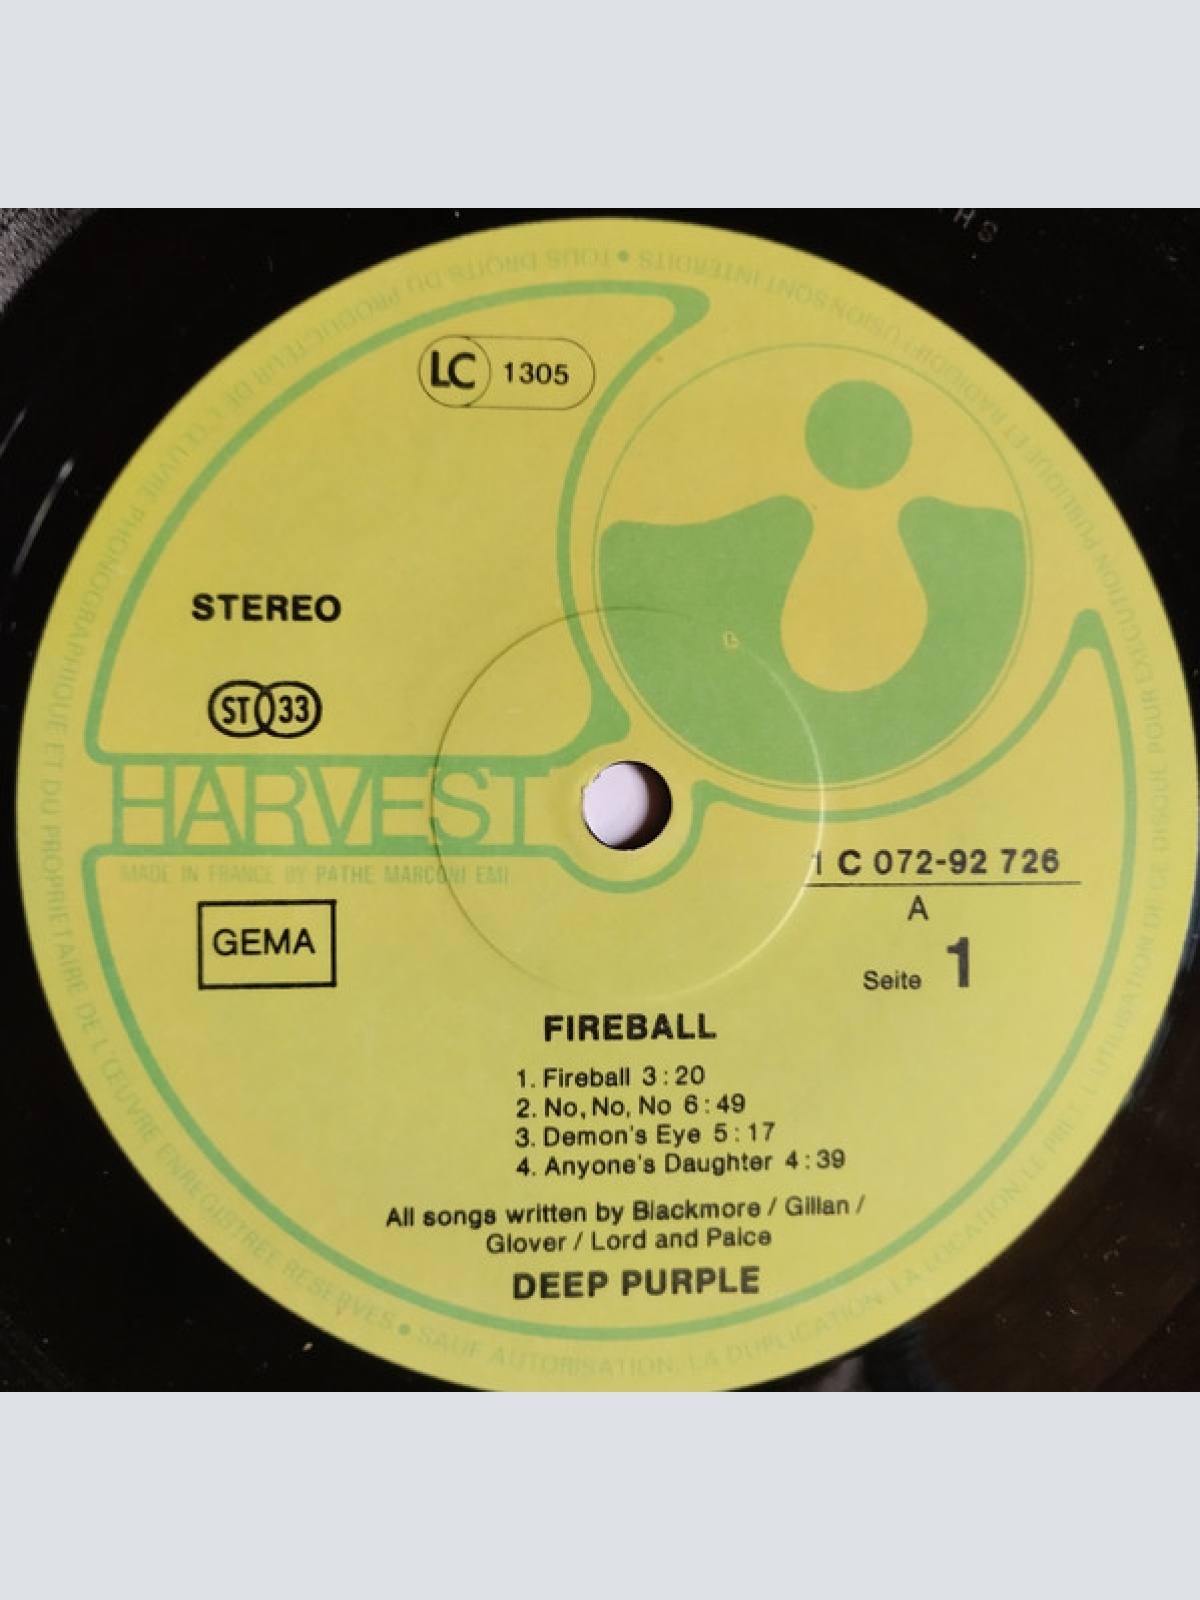 TOUS DROITS DU PRODUCTEUR DE L'ŒUVRE PHONOGRAPHIQUE ET DU PROPRIETAIRE DE L'ŒUVRE ENREGISTREE RESERVES • SAUF AUTORISATION, LA DUPLICATION, LA LOCATION, LE PRET, L'UTILISATION DE CE DISQUE POUR EXECUTION PUBLIQUE ET RADIODIFFUSION SONT INTERDITS •
LC 1305
STEREO
ST 33
HARVEST
MADE IN FRANCE BY PATHE MARCONI EMI
GEMA
1 C 072-92 726
A
Seite 1
FIREBALL
1. Fireball 3:20
2. No, No, No 6:49
3. Demon's Eye 5:17
4. Anyone's Daughter 4:39
All songs written by Blackmore / Gillan /
Glover / Lord and Paice
DEEP PURPLE